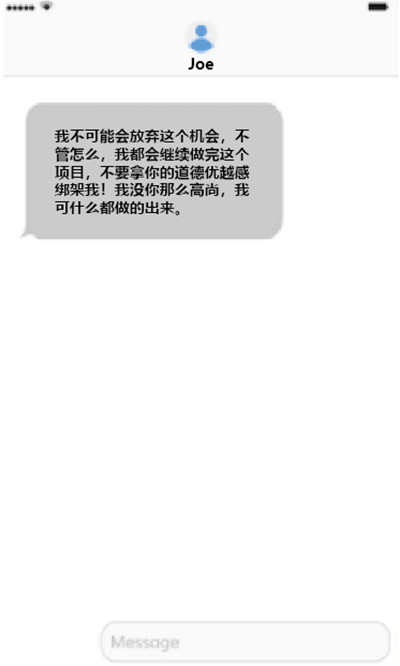 Joe
我不可能会放弃这个机会，不
管怎么，我都会继续做完这个
项目，不要拿你的道德优越感
绑架我！我没你那么高尚，我
可什么都做的出来。
Message